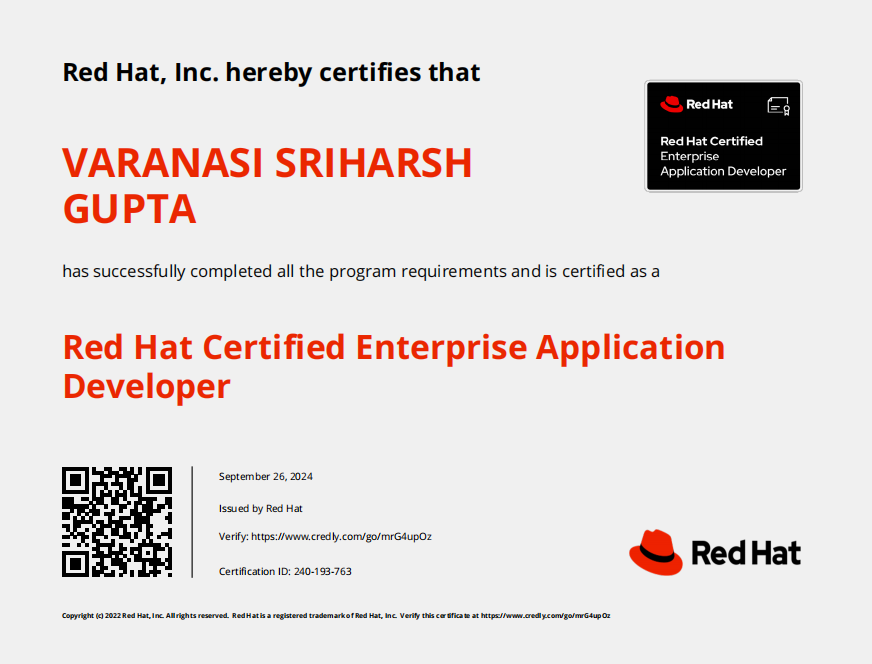 Red Hat, Inc. hereby certifies that
Red Hat
Red Hat Certified
Enterprise
Application Developer
VARANASI SRIHARSH
GUPTA
has successfully completed all the program requirements and is certified as a
Red Hat Certified Enterprise Application
Developer
September 26, 2024
Issued by Red Hat
Verify: https://www.credly.com/go/mrG4upOz
Certification ID: 240-193-763
Red Hat
Copyright (c) 2022 Red Hat, Inc. All rights reserved. Red Hat is a registered trademark of Red Hat, Inc. Verify this certificate at https://www.credly.com/go/mrG4upOz